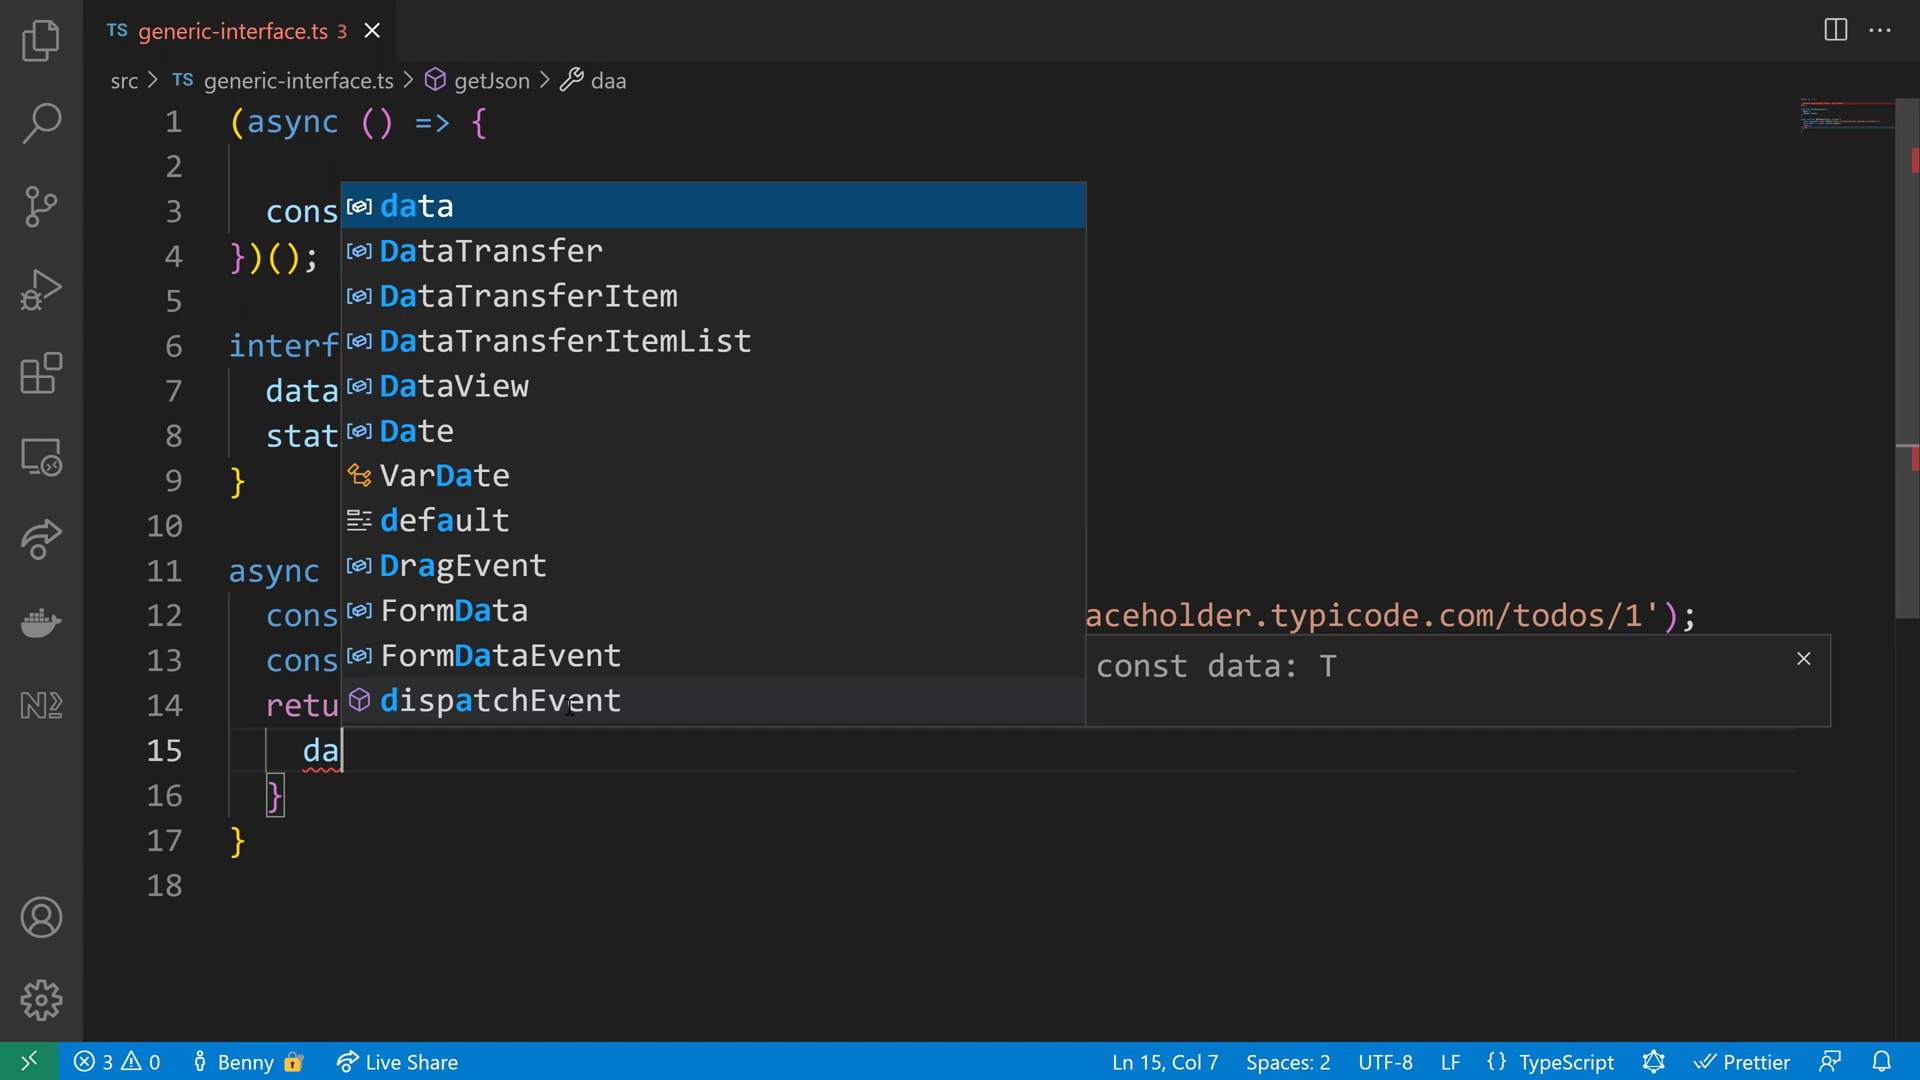 TS generic-interface.ts 3
src > TS generic-interface.ts > getJson > daa
1 (async () => {
2
3 cons
4 })();
5
6 interf
7 data
8 stat
9 }
10
11 async
12 cons aceholder.typicode.com/todos/1');
13 cons
14 retu
15 da
16 }
17 }
18
data
DataTransfer
DataTransferItem
DataTransferItemList
DataView
Date
VarDate
default
DragEvent
FormData
FormDataEvent
dispatchEvent
const data: T
3 0 Benny Live Share Ln 15, Col 7 Spaces: 2 UTF-8 LF {} TypeScript Prettier